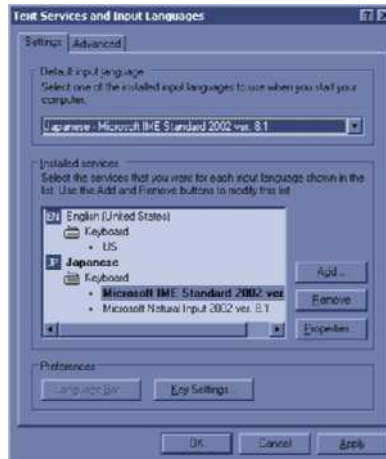 Text Services and Input Languages
Settings Advanced
Default input language
Select one of the installed input languages to use when you start your
computer.
Japanese - Microsoft IME Standard 2002 ver. 8.1
Installed services
Select the services that you want for each input language shown in the
list. Use the Add and Remove buttons to modify this list.
EN English (United States)
Keyboard
• US
JP Japanese
Keyboard
• Microsoft IME Standard 2002 ver
• Microsoft Natural Input 2002 ver. 8.1
Add...
Remove
Properties...
Preferences
Language Bar... Key Settings...
OK Cancel Apply